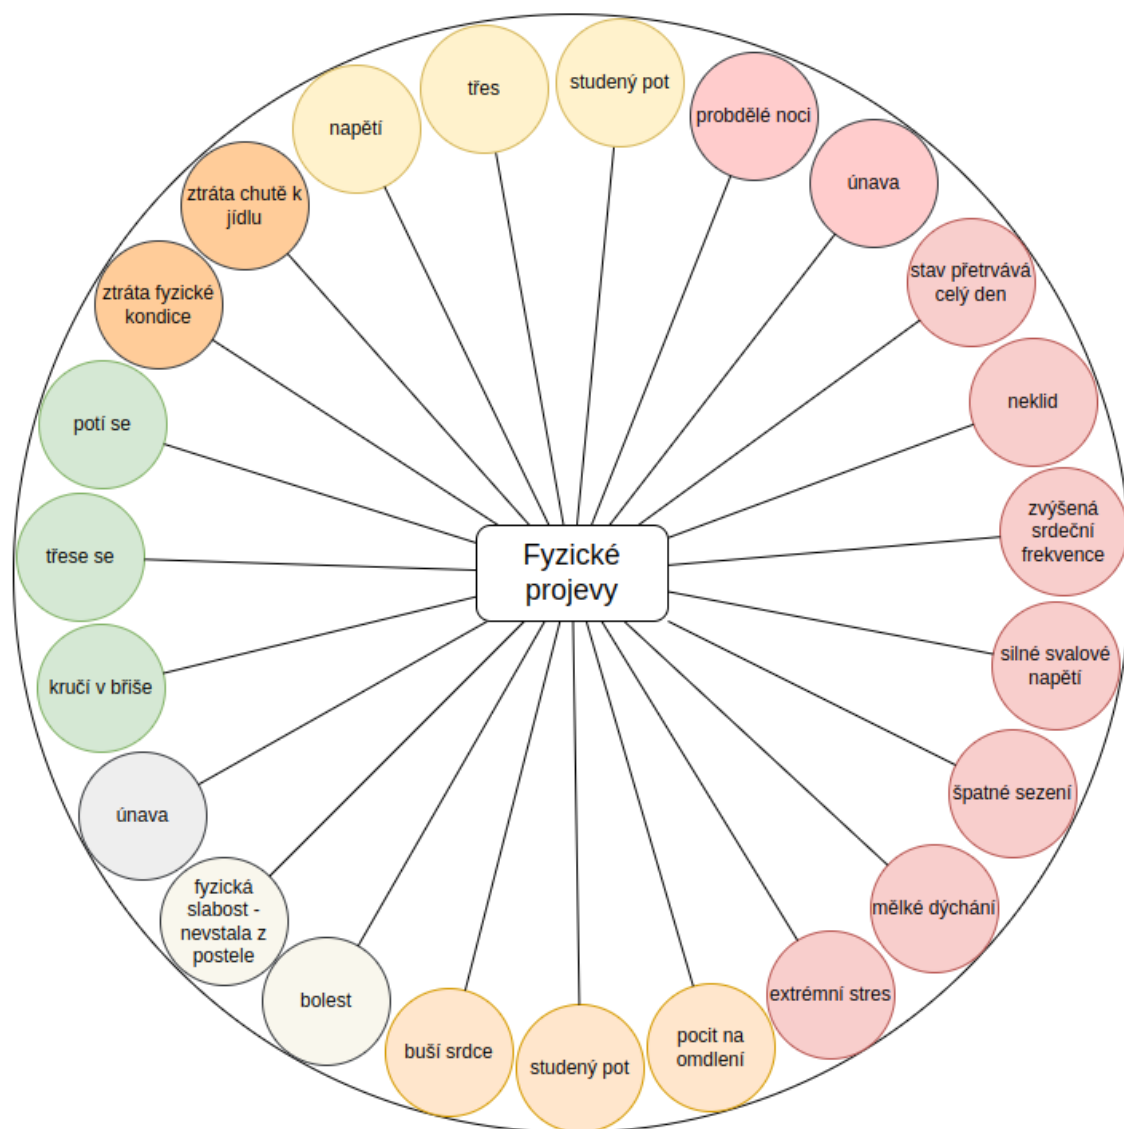 studený pot
třes
napětí
probdělé noci
únava
ztráta chutě k
jídlu
stav přetrvává
celý den
ztráta fyzické
kondice
neklid
potí se
zvýšená
srdeční
frekvence
třese se
Fyzické
projevy
silné svalové
napětí
kručí v břiše
špatné sezení
únava
mělké dýchání
fyzická
slabost -
nevstala z
postele
extrémní stres
bolest
pocit na
omdlení
buší srdce
studený pot